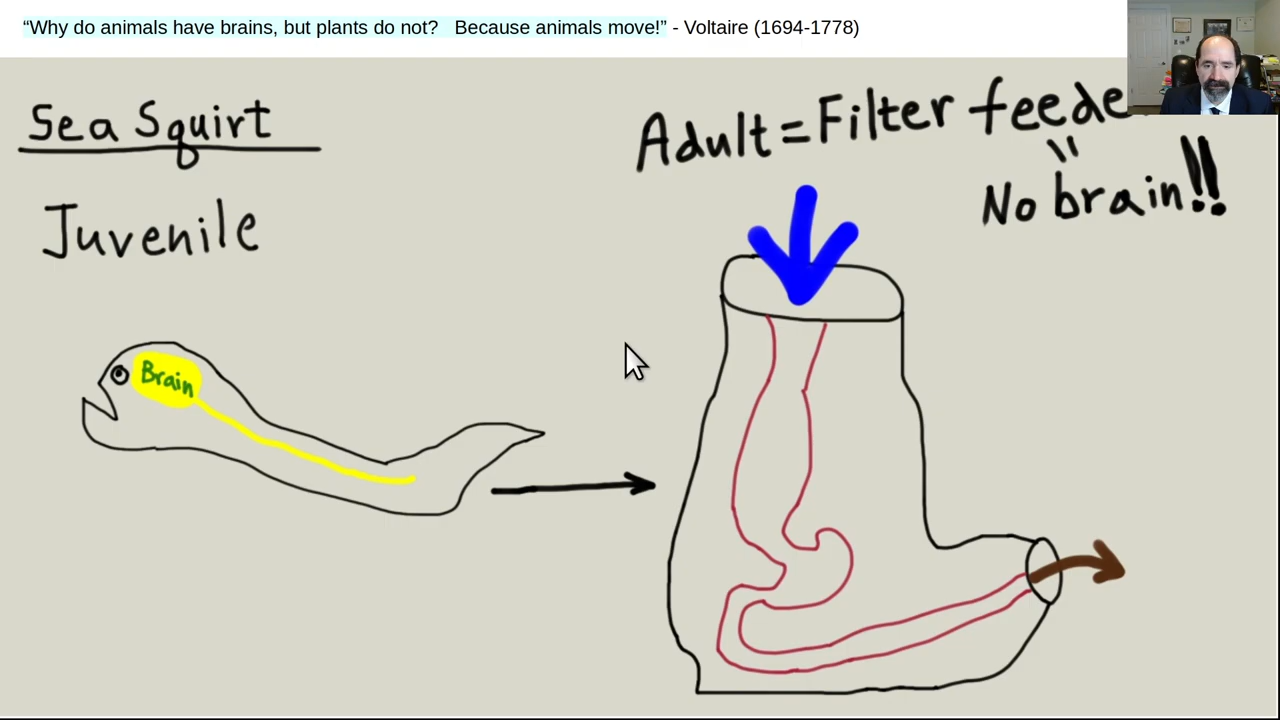 “Why do animals have brains, but plants do not? Because animals move!” - Voltaire (1694-1778)
Sea Squirt
Juvenile
Brain
Adult = Filter feede
No brain!!